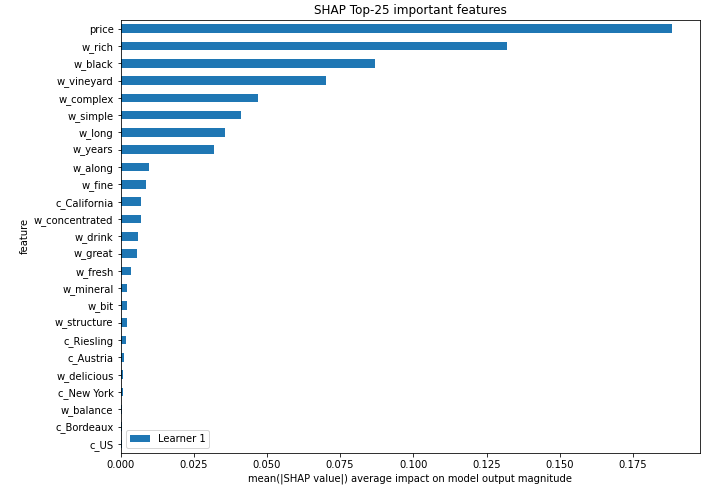 SHAP Top-25 important features
price
w_rich
w_black
w_vineyard
w_complex
w_simple
w_long
w_years
w_along
w_fine
c_California
w_concentrated
w_drink
w_great
w_fresh
w_mineral
w_bit
w_structure
c_Riesling
c_Austria
w_delicious
c_New York
w_balance
c_Bordeaux
c_US
feature
Learner 1
0.000 0.025 0.050 0.075 0.100 0.125 0.150 0.175
mean(|SHAP value|) average impact on model output magnitude